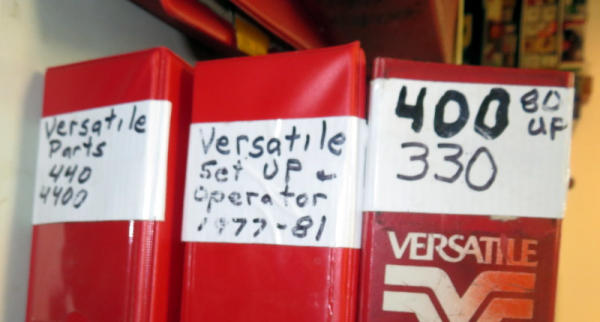 Versatile
Parts
440
4400
Versatile
Set UP -
Operator
1977-81
400 80 UP
330
VERSATILE